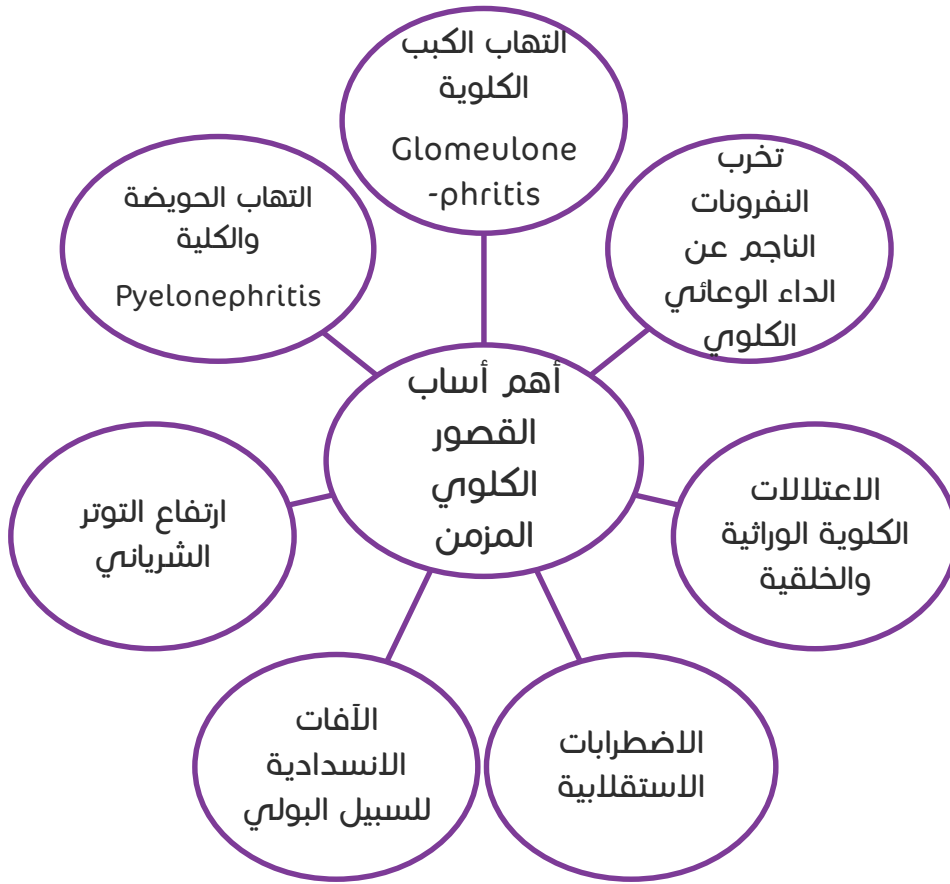 التهاب الكبب
الكلوية
Glomeulone
-phritis
تخرب
النفرونات
الناجم عن
الداء الوعائي
الكلوي
التهاب الحويضة
والكلية
Pyelonephritis
أهم أساب
القصور
الكلوي
المزمن
الاعتلالات
الكلوية الوراثية
والخلقية
ارتفاع التوتر
الشرياني
الاضطرابات
الاستقلابية
الآفات
الانسدادية
للسبيل البولي